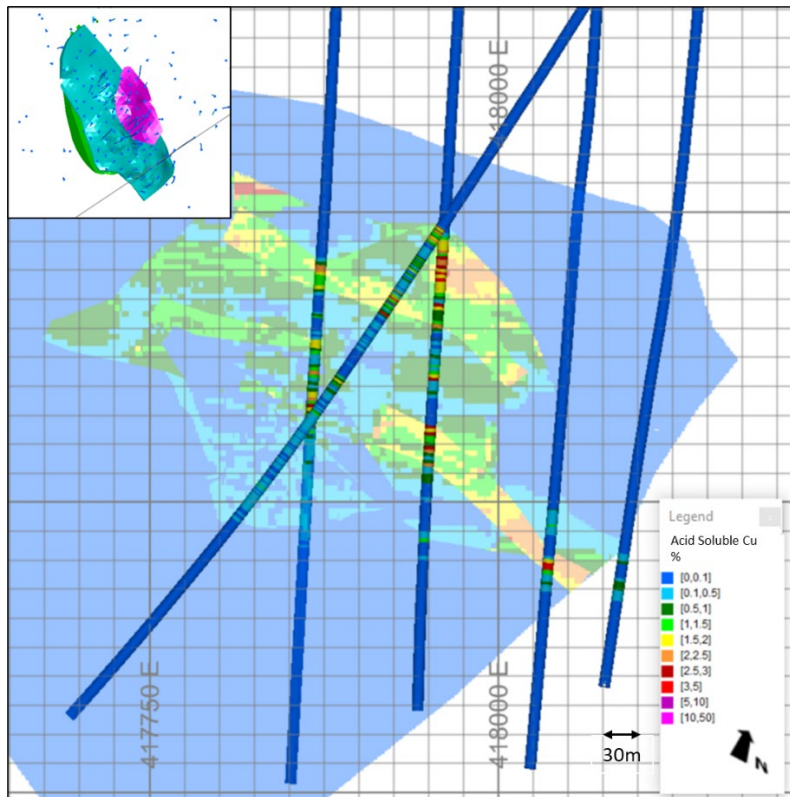 418000 E
Legend
Acid Soluble Cu
%
[0,0.1]
[0.1,0.5]
[0.5,1]
[1,1.5]
[1.5,2]
[2,2.5]
[2.5,3]
[3,5]
[5,10]
[10,50]
417750 E
418000 E
30m
N